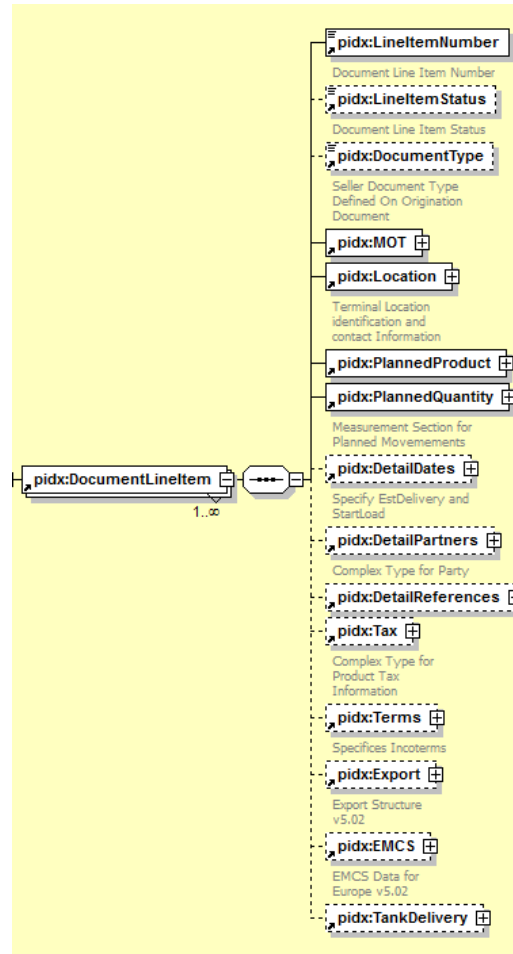 pidx:LineItemNumber
Document Line Item Number
pidx:LineItemStatus
Document Line Item Status
pidx:DocumentType
Seller Document Type
Defined On Origination
Document
pidx:MOT
pidx:Location
Terminal Location
identification and
contact Information
pidx:PlannedProduct
pidx:PlannedQuantity
Measurement Section for
Planned Movemements
pidx:DocumentLineItem
1..∞
pidx:DetailDates
Specify EstDelivery and
StartLoad
pidx:DetailPartners
Complex Type for Party
pidx:DetailReferences
pidx:Tax
Complex Type for
Product Tax
Information
pidx:Terms
Specifices Incoterms
pidx:Export
Export Structure
v5.02
pidx:EMCS
EMCS Data for
Europe v5.02
pidx:TankDelivery